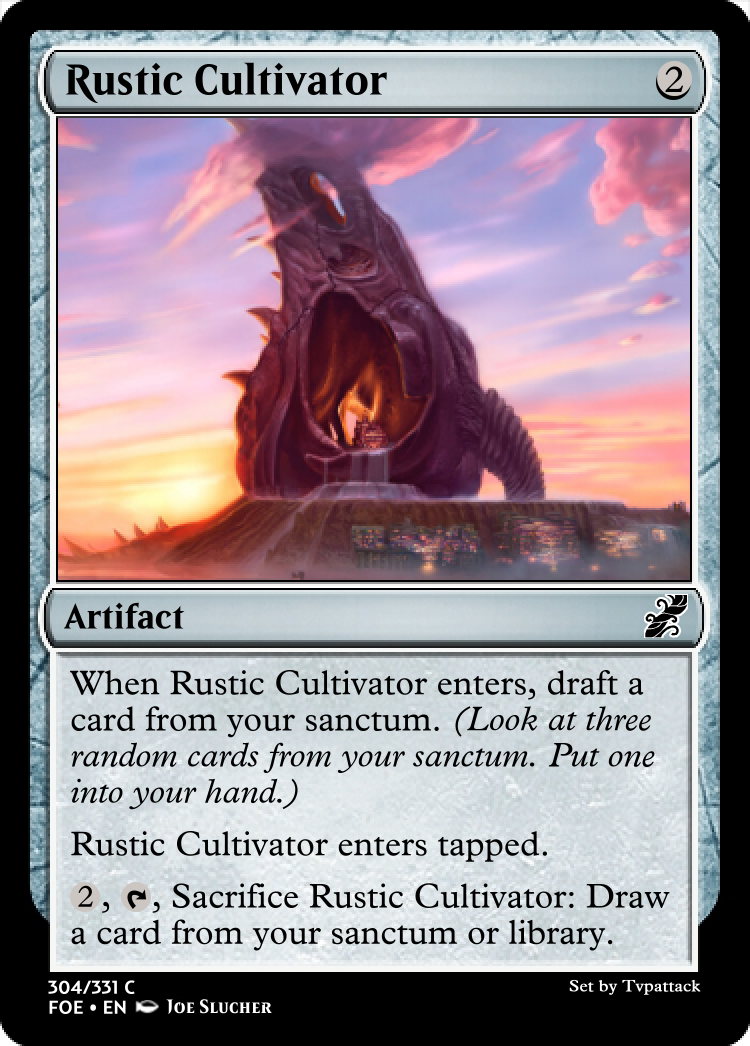 Rustic Cultivator 2
Artifact
When Rustic Cultivator enters, draft a
card from your sanctum. (Look at three
random cards from your sanctum. Put one
into your hand.)
Rustic Cultivator enters tapped.
2, , Sacrifice Rustic Cultivator: Draw
a card from your sanctum or library.
304/331 C
Set by Tvpattack
FOE • EN Joe Slucher